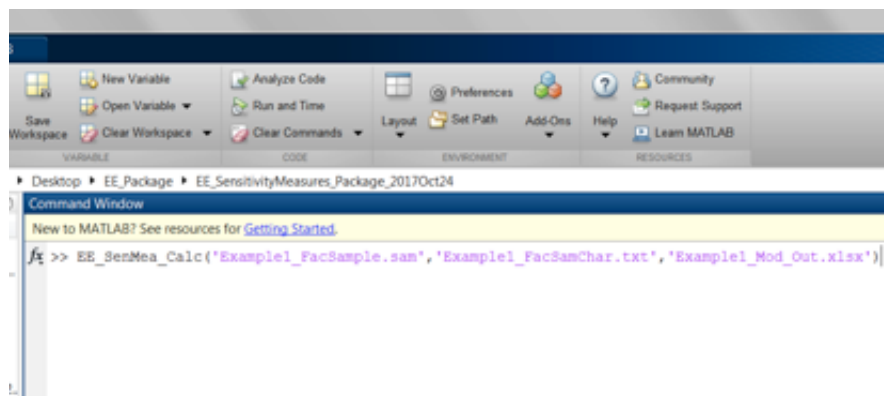 New Variable
Analyze Code
Community
Preferences
Open Variable
Run and Time
Request Support
Save
Workspace
Layout
Set Path
Add-Ons
Help
Clear Workspace
Clear Commands
Learn MATLAB
VARIABLE
CODE
ENVIRONMENT
RESOURCES
Desktop EE_Package EE_SensitivityMeasures_Package_2017Oct24
Command Window
New to MATLAB? See resources for Getting Started.
fx >> EE_SenMea_Calc('Example1_FacSample.sam','Example1_FacSamChar.txt','Example1_Mod_Out.xlsx')